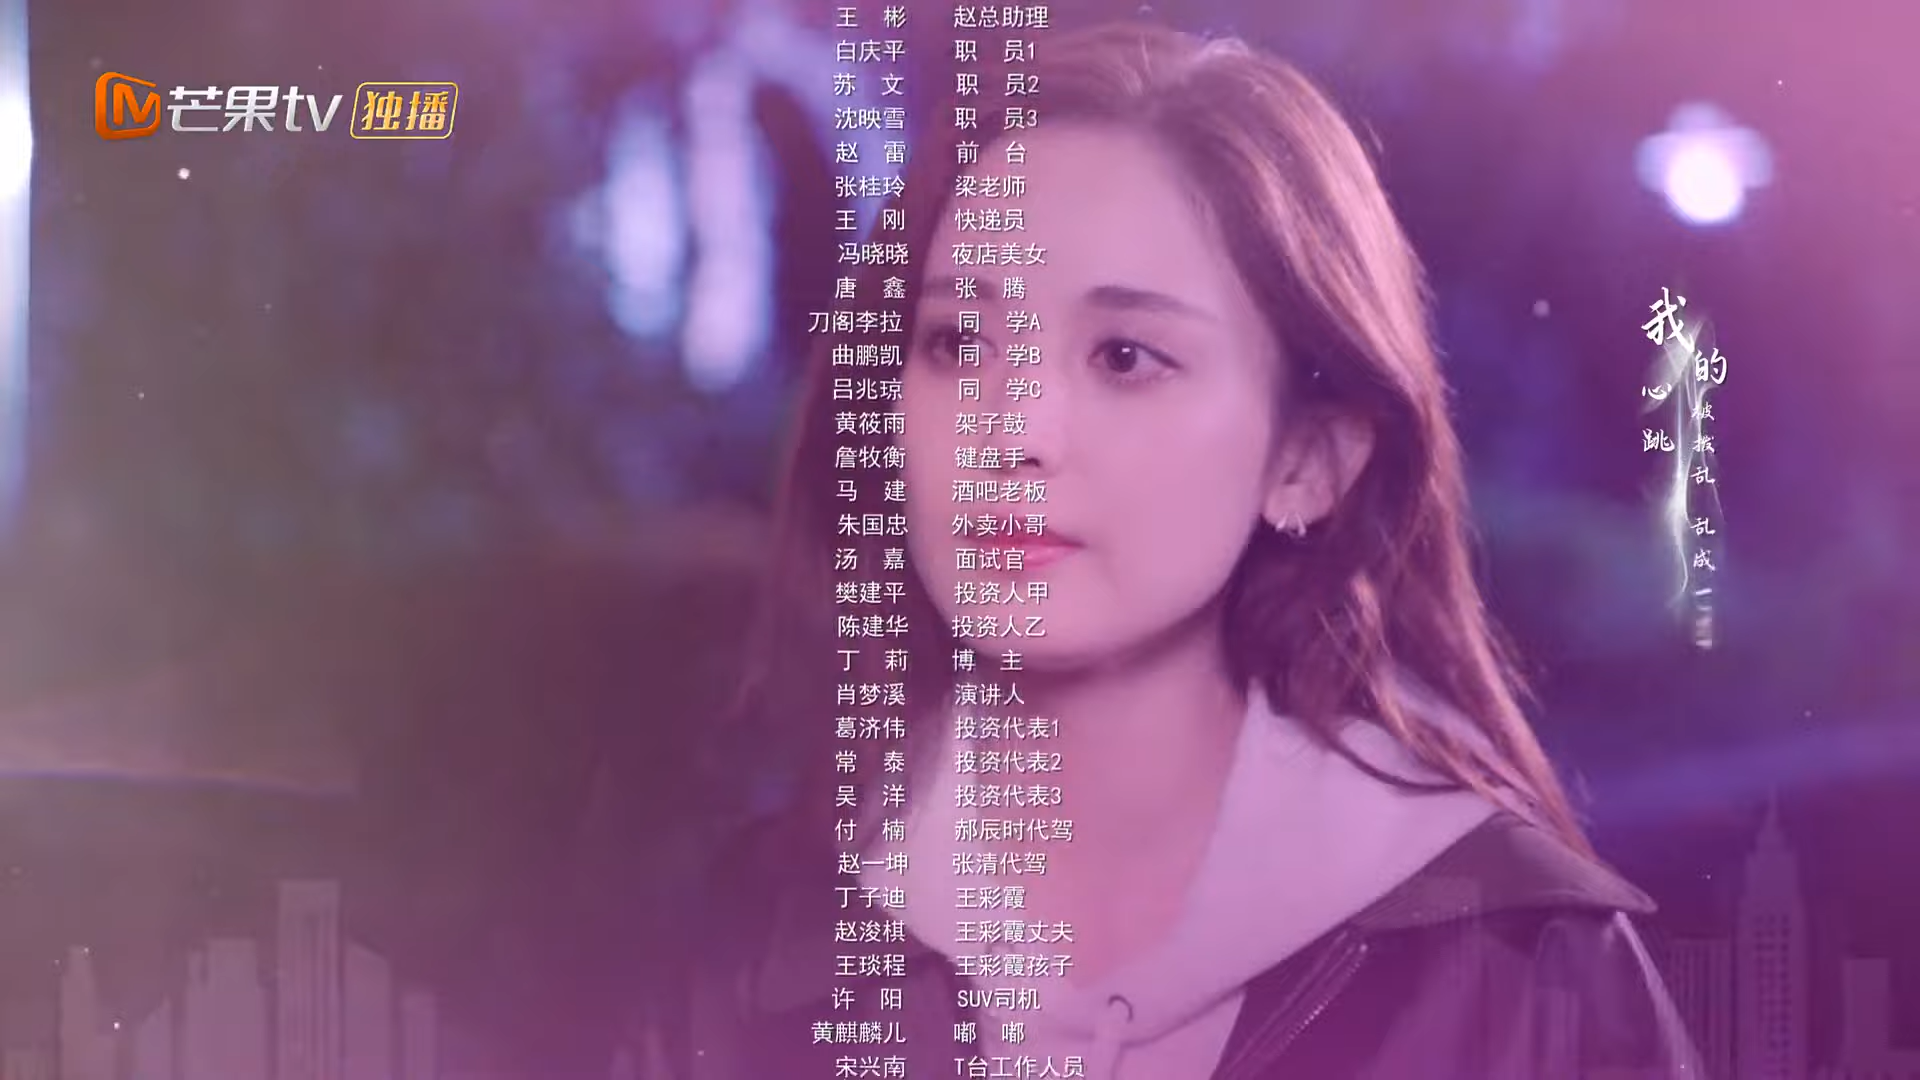 芒果tv 独播
王 彬 赵总助理
白庆平 职 员1
苏 文 职 员2
沈映雪 职 员3
赵 雷 前 台
张桂玲 梁老师
王 刚 快递员
冯晓晓 夜店美女
唐 鑫 张 腾
刀阁李拉 同 学A
曲鹏凯 同 学B
吕兆琼 同 学C
黄筱雨 架子鼓
詹牧衡 键盘手
马 建 酒吧老板
朱国忠 外卖小哥
汤 嘉 面试官
樊建平 投资人甲
陈建华 投资人乙
丁 莉 博 主
肖梦溪 演讲人
葛济伟 投资代表1
常 泰 投资代表2
吴 洋 投资代表3
付 楠 郝辰时代驾
赵一坤 张清代驾
丁子迪 王彩霞
赵浚棋 王彩霞丈夫
王琰程 王彩霞孩子
许 阳 SUV司机
黄麒麟儿 嘟 嘟
宋兴南 T台工作人员
我的心跳
被拨乱 乱成一